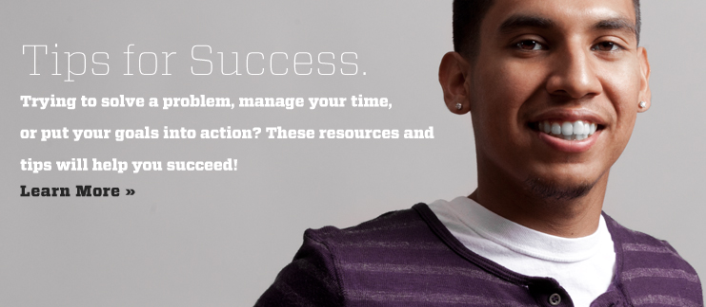 Tips for Success.
Trying to solve a problem, manage your time,
or put your goals into action? These resources and
tips will help you succeed!
Learn More »